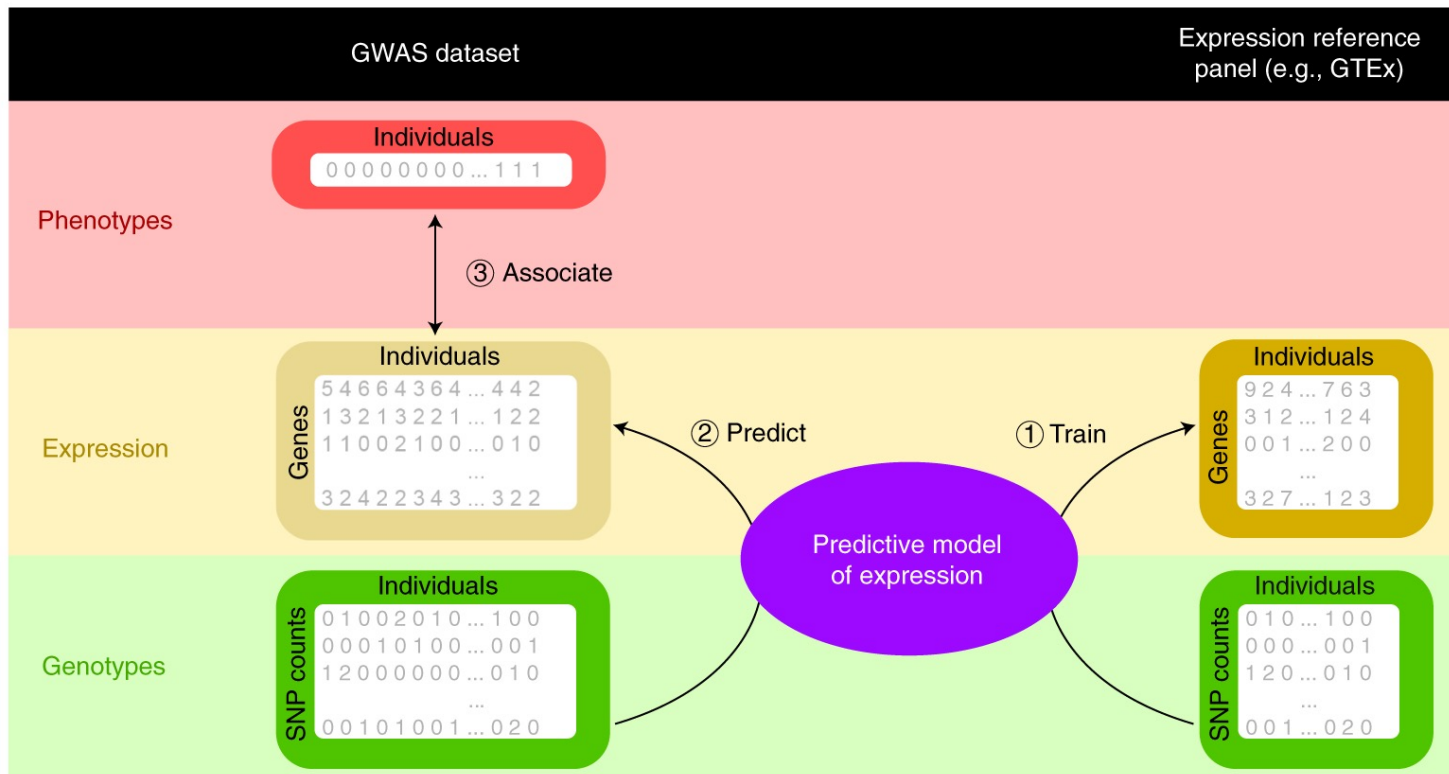 GWAS dataset
Expression reference
panel (e.g., GTEx)
Phenotypes
Individuals
0 0 0 0 0 0 0 0 ... 1 1 1
③ Associate
Expression
Individuals
Genes
5 4 6 6 4 3 6 4 ... 4 4 2
1 3 2 1 3 2 2 1 ... 1 2 2
1 1 0 0 2 1 0 0 ... 0 1 0
...
3 2 4 2 2 3 4 3 ... 3 2 2
② Predict
① Train
Individuals
Genes
9 2 4 ... 7 6 3
3 1 2 ... 1 2 4
0 0 1 ... 2 0 0
...
3 2 7 ... 1 2 3
Predictive model
of expression
Genotypes
Individuals
SNP counts
0 1 0 0 2 0 1 0 ... 1 0 0
0 0 0 1 0 1 0 0 ... 0 0 1
1 2 0 0 0 0 0 0 ... 0 1 0
...
0 0 1 0 1 0 0 1 ... 0 2 0
Individuals
SNP counts
0 1 0 ... 1 0 0
0 0 0 ... 0 0 1
1 2 0 ... 0 1 0
...
0 0 1 ... 0 2 0